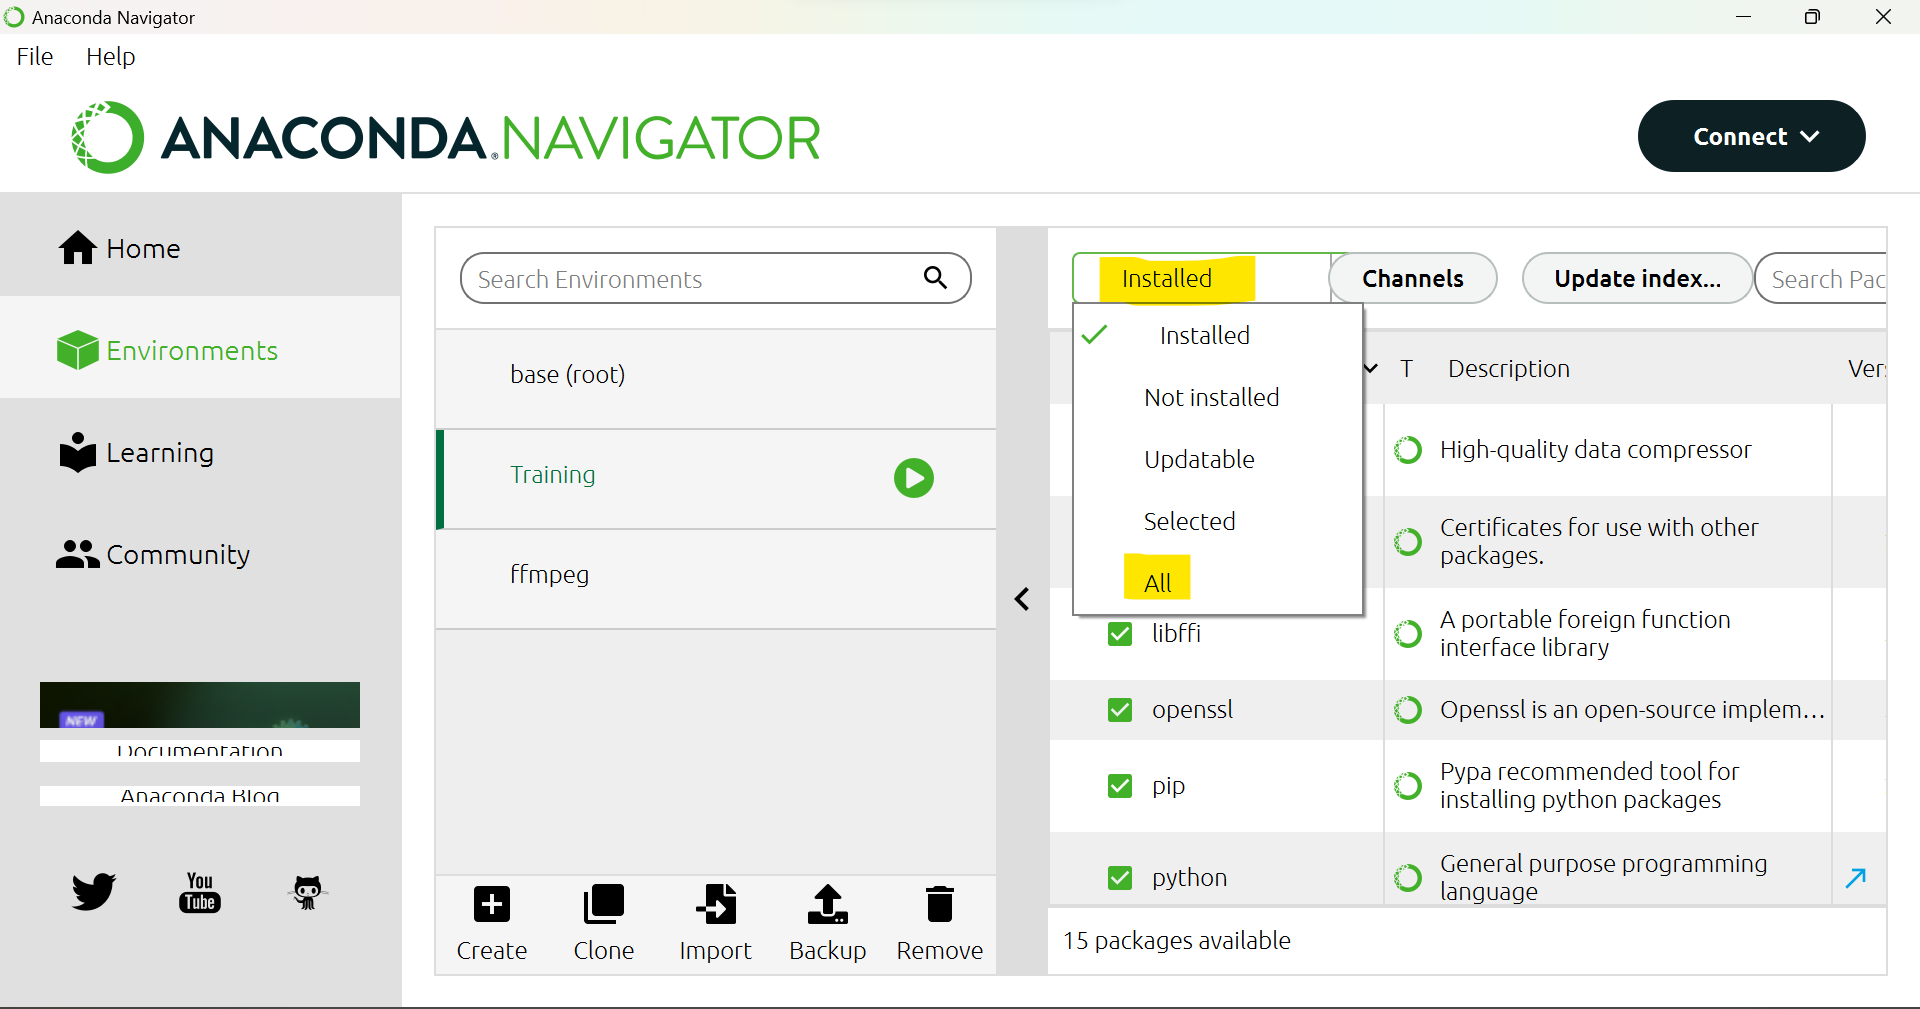 Anaconda Navigator
File Help
ANACONDA.NAVIGATOR
Connect
Home
Environments
Learning
Community
NEW
Documentation
Anaconda Blog
You
Tube
Search Environments
base (root)
Training
ffmpeg
Create Clone Import Backup Remove
Installed Channels Update index... Search Pac
Installed
Not installed
Updatable
Selected
All
T Description Ver
High-quality data compressor
Certificates for use with other
packages.
libffi
A portable foreign function
interface library
openssl Openssl is an open-source implem...
pip
Pypa recommended tool for
installing python packages
python
General purpose programming
language
15 packages available